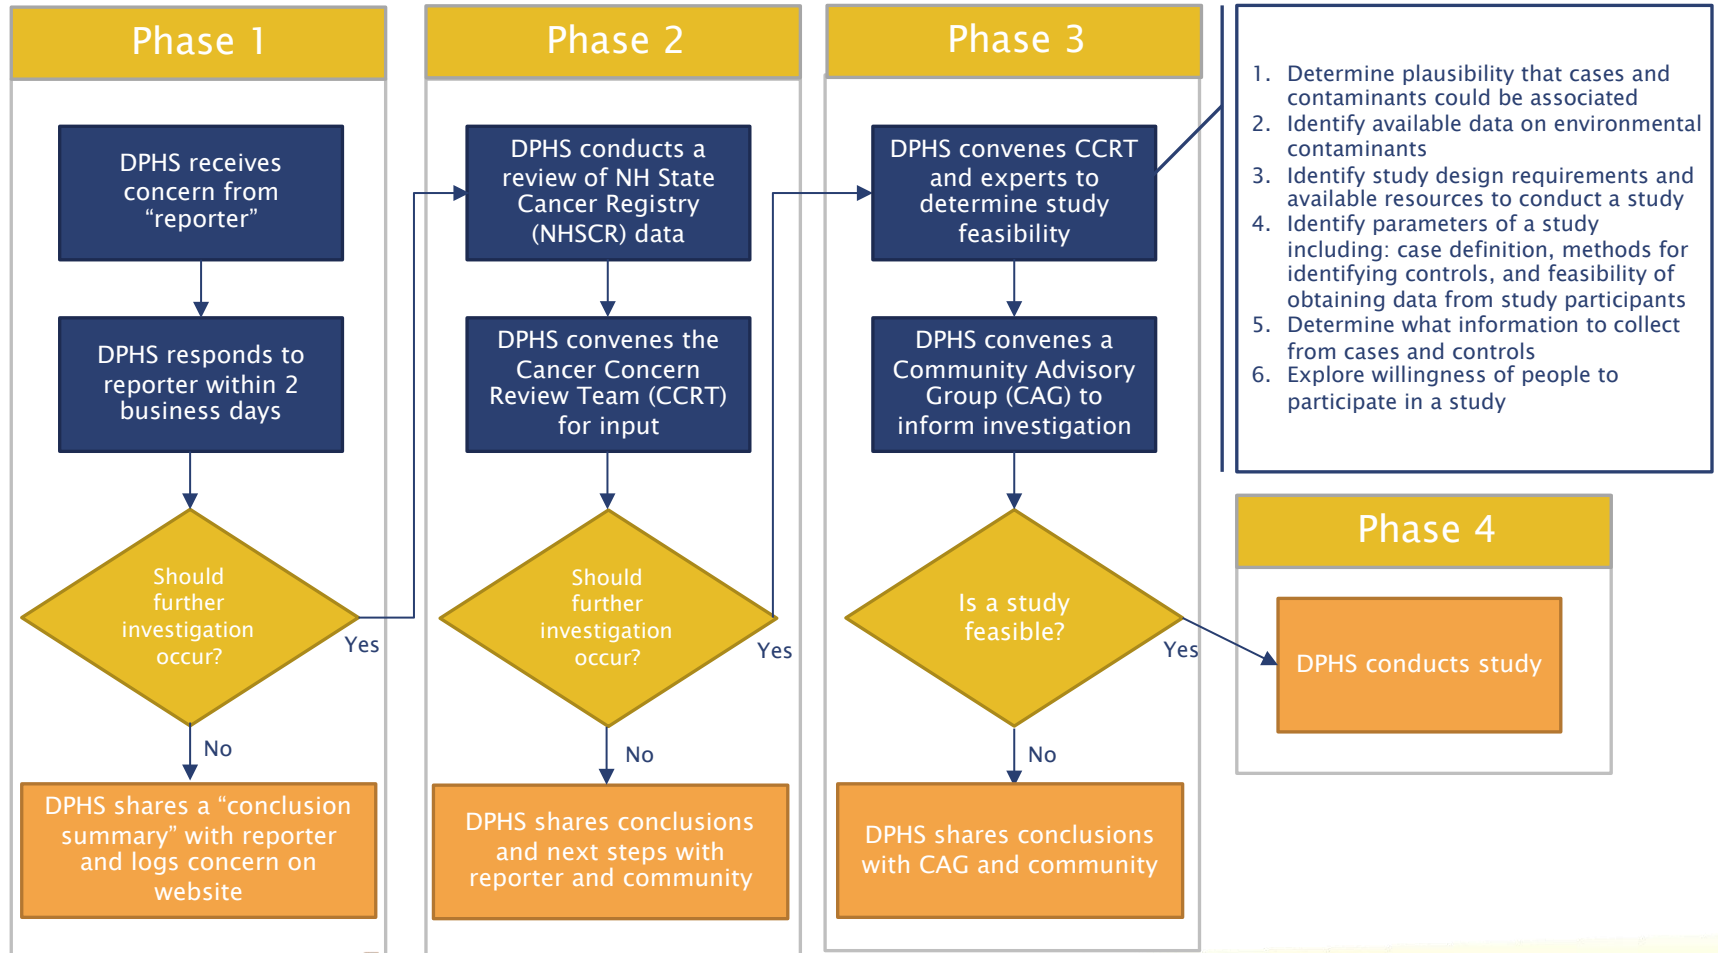 Phase 1
DPHS receives
concern from
“reporter”
DPHS responds to
reporter within 2
business days
Should
further
investigation
occur?
Yes
No
DPHS shares a “conclusion
summary” with reporter
and logs concern on
website
Phase 2
DPHS conducts a
review of NH State
Cancer Registry
(NHSCR) data
DPHS convenes the
Cancer Concern
Review Team (CCRT)
for input
Should
further
investigation
occur?
Yes
No
DPHS shares conclusions
and next steps with
reporter and community
Phase 3
DPHS convenes CCRT
and experts to
determine study
feasibility
DPHS convenes a
Community Advisory
Group (CAG) to
inform investigation
Is a study
feasible?
Yes
No
DPHS shares conclusions
with CAG and community
1. Determine plausibility that cases and
contaminants could be associated
2. Identify available data on environmental
contaminants
3. Identify study design requirements and
available resources to conduct a study
4. Identify parameters of a study
including: case definition, methods for
identifying controls, and feasibility of
obtaining data from study participants
5. Determine what information to collect
from cases and controls
6. Explore willingness of people to
participate in a study
Phase 4
DPHS conducts study